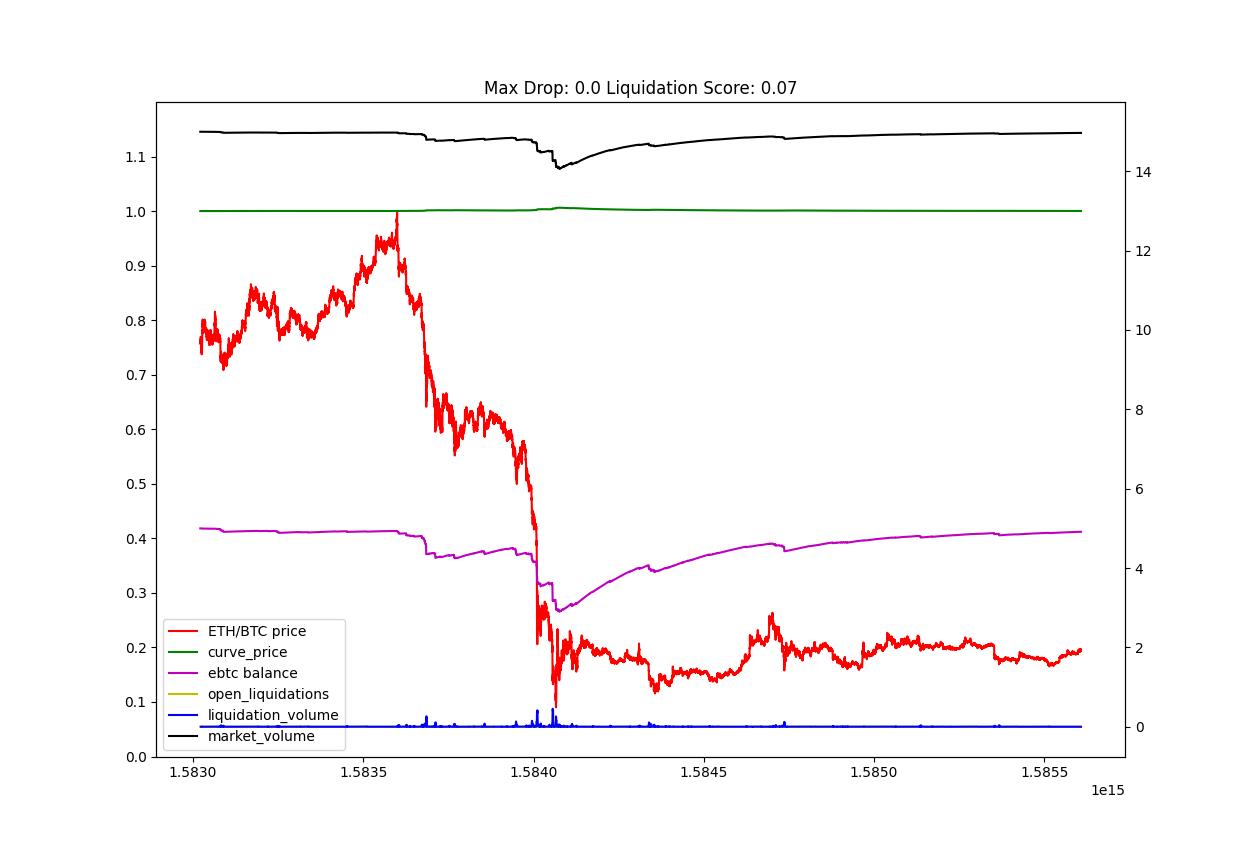 Max Drop: 0.0 Liquidation Score: 0.07
1.1
1.0
0.9
0.8
0.7
0.6
0.5
0.4
0.3
0.2
0.1
0.0
14
12
10
8
6
4
2
0
ETH/BTC price
curve_price
ebtc balance
open_liquidations
liquidation_volume
market_volume
1.5830 1.5835 1.5840 1.5845 1.5850 1.5855
1e15